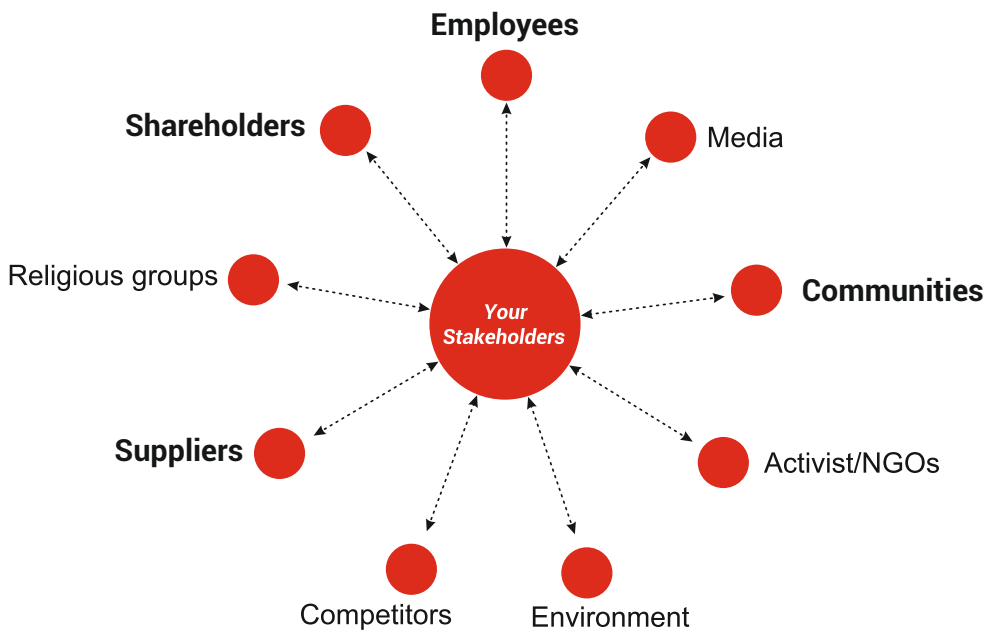 Employees
Shareholders
Media
Religious groups
Communities
Your
Stakeholders
Suppliers
Activist/NGOs
Competitors
Environment